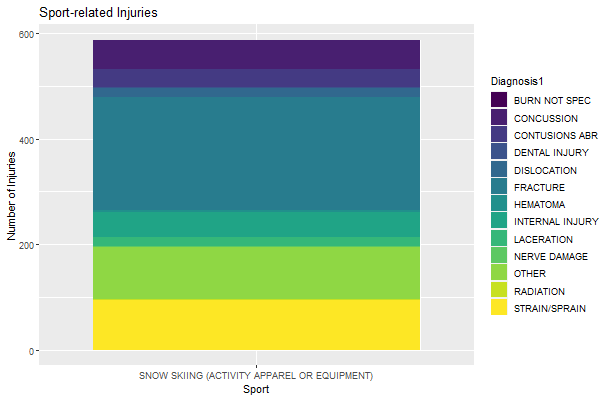 Sport-related Injuries
Number of Injuries
600
400
200
0
SNOW SKIING (ACTIVITY APPAREL OR EQUIPMENT)
Sport
Diagnosis1
BURN NOT SPEC
CONCUSSION
CONTUSIONS ABR
DENTAL INJURY
DISLOCATION
FRACTURE
HEMATOMA
INTERNAL INJURY
LACERATION
NERVE DAMAGE
OTHER
RADIATION
STRAIN/SPRAIN